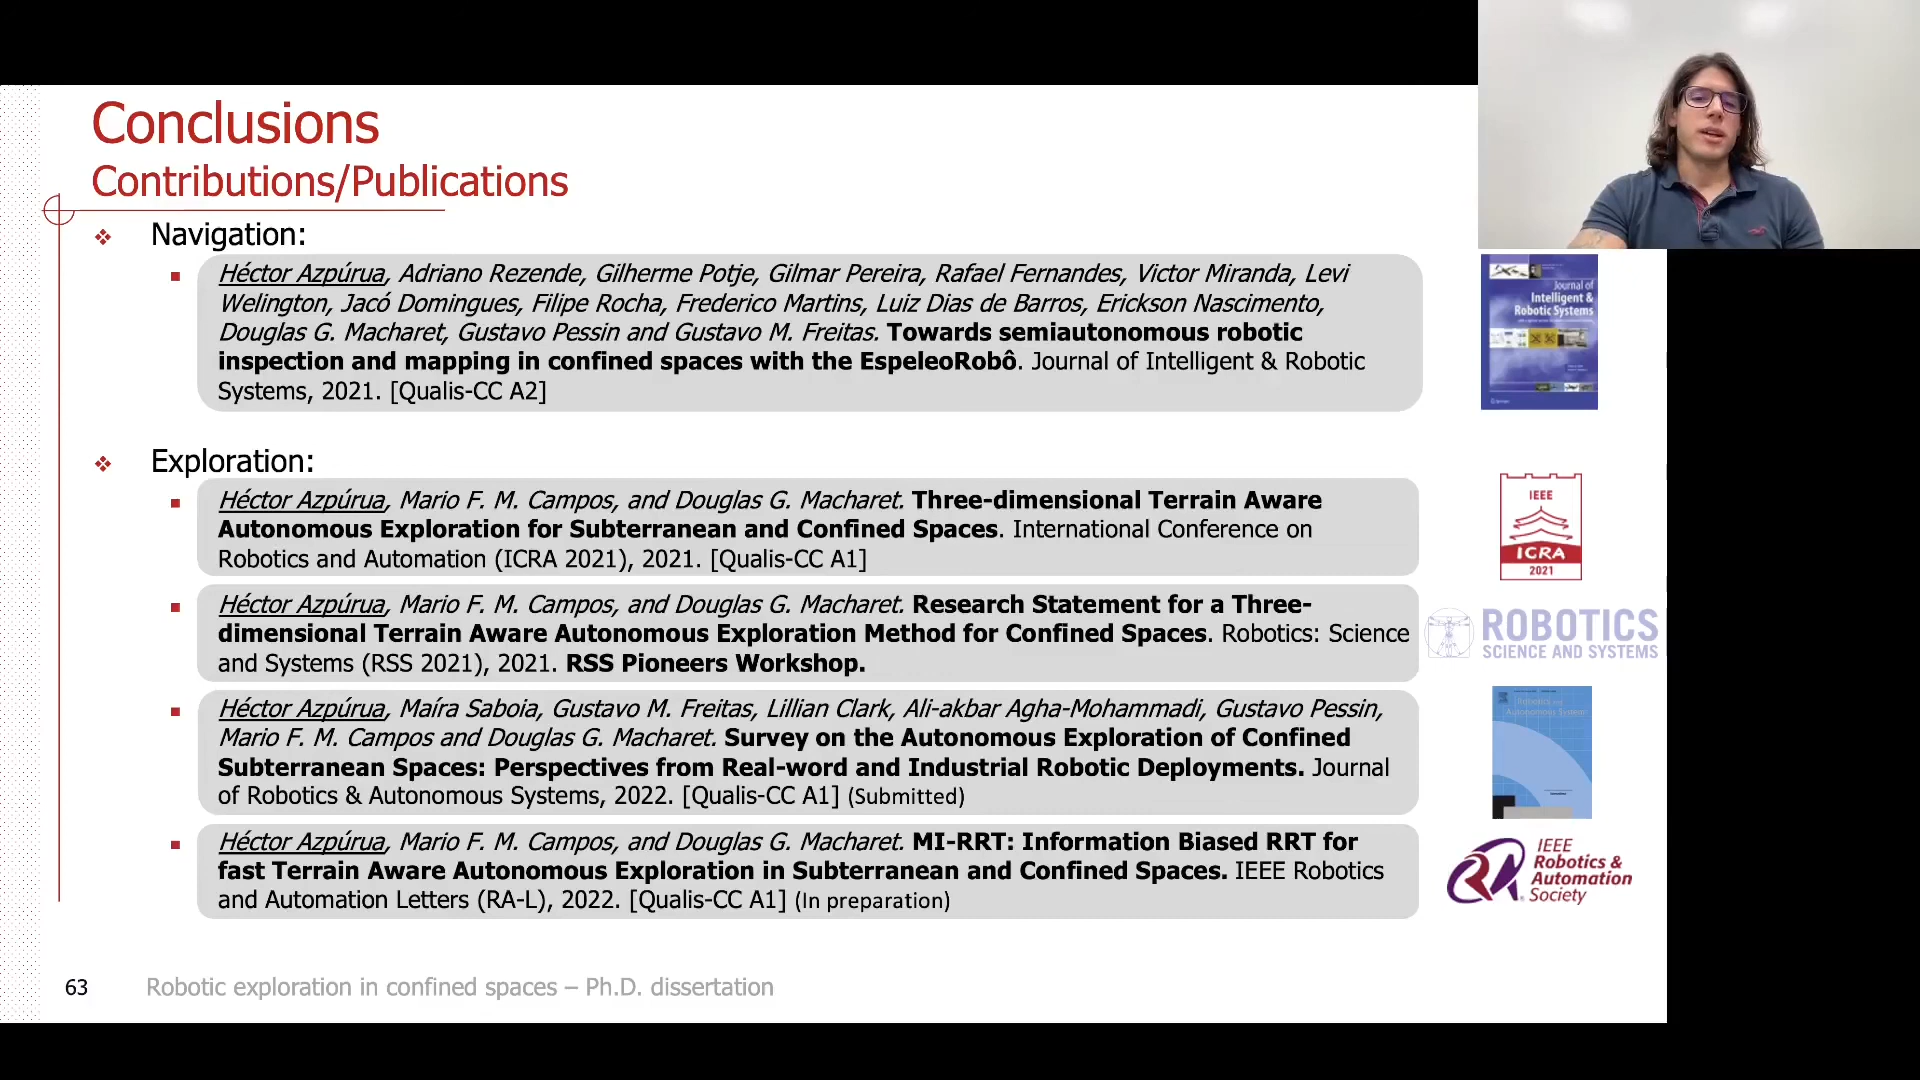 Conclusions
Contributions/Publications
Navigation:
Héctor Azpúrua, Adriano Rezende, Gilherme Potje, Gilmar Pereira, Rafael Fernandes, Victor Miranda, Levi
Welington, Jacó Domingues, Filipe Rocha, Frederico Martins, Luiz Dias de Barros, Erickson Nascimento,
Douglas G. Macharet, Gustavo Pessin and Gustavo M. Freitas. Towards semiautonomous robotic
inspection and mapping in confined spaces with the EspeleoRobô. Journal of Intelligent & Robotic
Systems, 2021. [Qualis-CC A2]
Journal of
Intelligent &
Robotic Systems
Exploration:
Héctor Azpúrua, Mario F. M. Campos, and Douglas G. Macharet. Three-dimensional Terrain Aware
Autonomous Exploration for Subterranean and Confined Spaces. International Conference on
Robotics and Automation (ICRA 2021), 2021. [Qualis-CC A1]
IEEE
ICRA
2021
Héctor Azpúrua, Mario F. M. Campos, and Douglas G. Macharet. Research Statement for a Three-
dimensional Terrain Aware Autonomous Exploration Method for Confined Spaces. Robotics: Science
and Systems (RSS 2021), 2021. RSS Pioneers Workshop.
ROBOTICS
SCIENCE AND SYSTEMS
Héctor Azpúrua, Maíra Saboia, Gustavo M. Freitas, Lillian Clark, Ali-akbar Agha-Mohammadi, Gustavo Pessin,
Mario F. M. Campos and Douglas G. Macharet. Survey on the Autonomous Exploration of Confined
Subterranean Spaces: Perspectives from Real-word and Industrial Robotic Deployments. Journal
of Robotics & Autonomous Systems, 2022. [Qualis-CC A1] (Submitted)
Robotics and
Autonomous Systems
Héctor Azpúrua, Mario F. M. Campos, and Douglas G. Macharet. MI-RRT: Information Biased RRT for
fast Terrain Aware Autonomous Exploration in Subterranean and Confined Spaces. IEEE Robotics
and Automation Letters (RA-L), 2022. [Qualis-CC A1] (In preparation)
IEEE
Robotics &
Automation
Society
63
Robotic exploration in confined spaces – Ph.D. dissertation